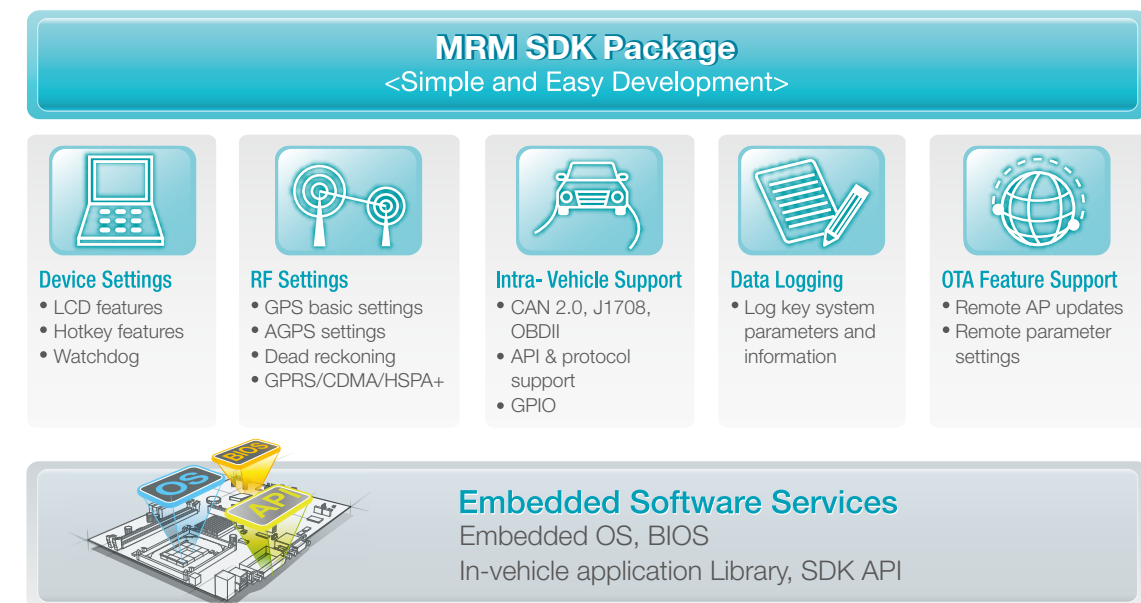 MRM SDK Package
<Simple and Easy Development>
Device Settings
• LCD features
• Hotkey features
• Watchdog
RF Settings
• GPS basic settings
• AGPS settings
• Dead reckoning
• GPRS/CDMA/HSPA+
Intra- Vehicle Support
• CAN 2.0, J1708,
OBDII
• API & protocol
support
• GPIO
Data Logging
• Log key system
parameters and
information
OTA Feature Support
• Remote AP updates
• Remote parameter
settings
BIOS
OS
API
Embedded Software Services
Embedded OS, BIOS
In-vehicle application Library, SDK API